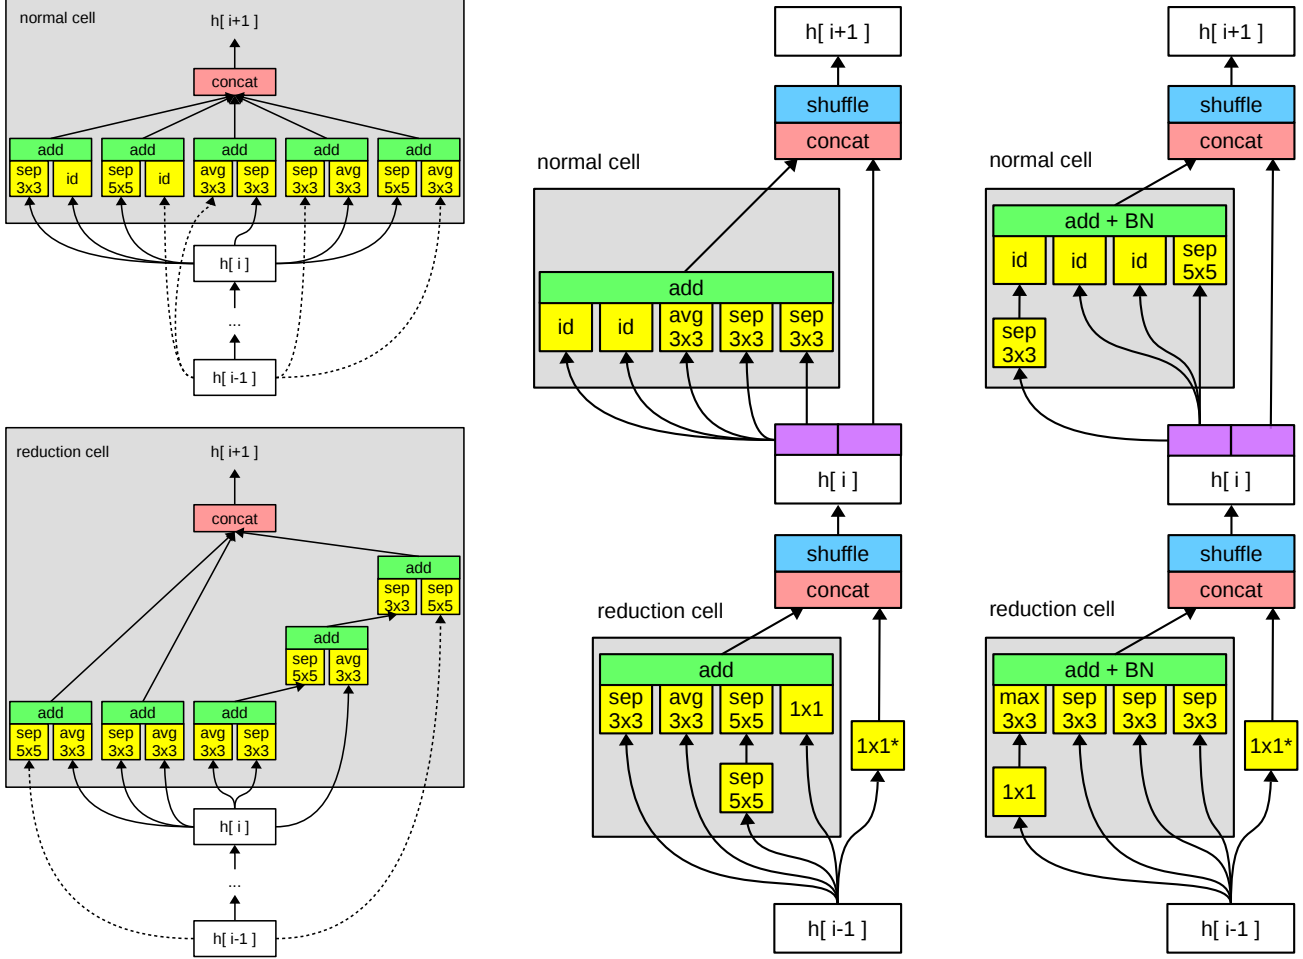 normal cell
h[ i+1 ]
concat
add add add add add
sep 3x3 id sep 5x5 id avg 3x3 sep 3x3 sep 3x3 avg 3x3 sep 5x5 avg 3x3
h[ i ]
...
h[ i-1 ]
reduction cell
h[ i+1 ]
concat
add
sep 3x3 sep 5x5
add
sep 5x5 avg 3x3
add add add
sep 5x5 avg 3x3 sep 3x3 avg 3x3 avg 3x3 sep 3x3
h[ i ]
...
h[ i-1 ]
h[ i+1 ]
shuffle
concat
normal cell
add
id id avg 3x3 sep 3x3 sep 3x3
h[ i ]
shuffle
concat
reduction cell
add
sep 3x3 avg 3x3 sep 5x5 1x1
1x1*
sep 5x5
h[ i-1 ]
h[ i+1 ]
shuffle
concat
normal cell
add + BN
id id id sep 5x5
sep 3x3
h[ i ]
shuffle
concat
reduction cell
add + BN
max 3x3 sep 3x3 sep 3x3 sep 3x3
1x1*
1x1
h[ i-1 ]